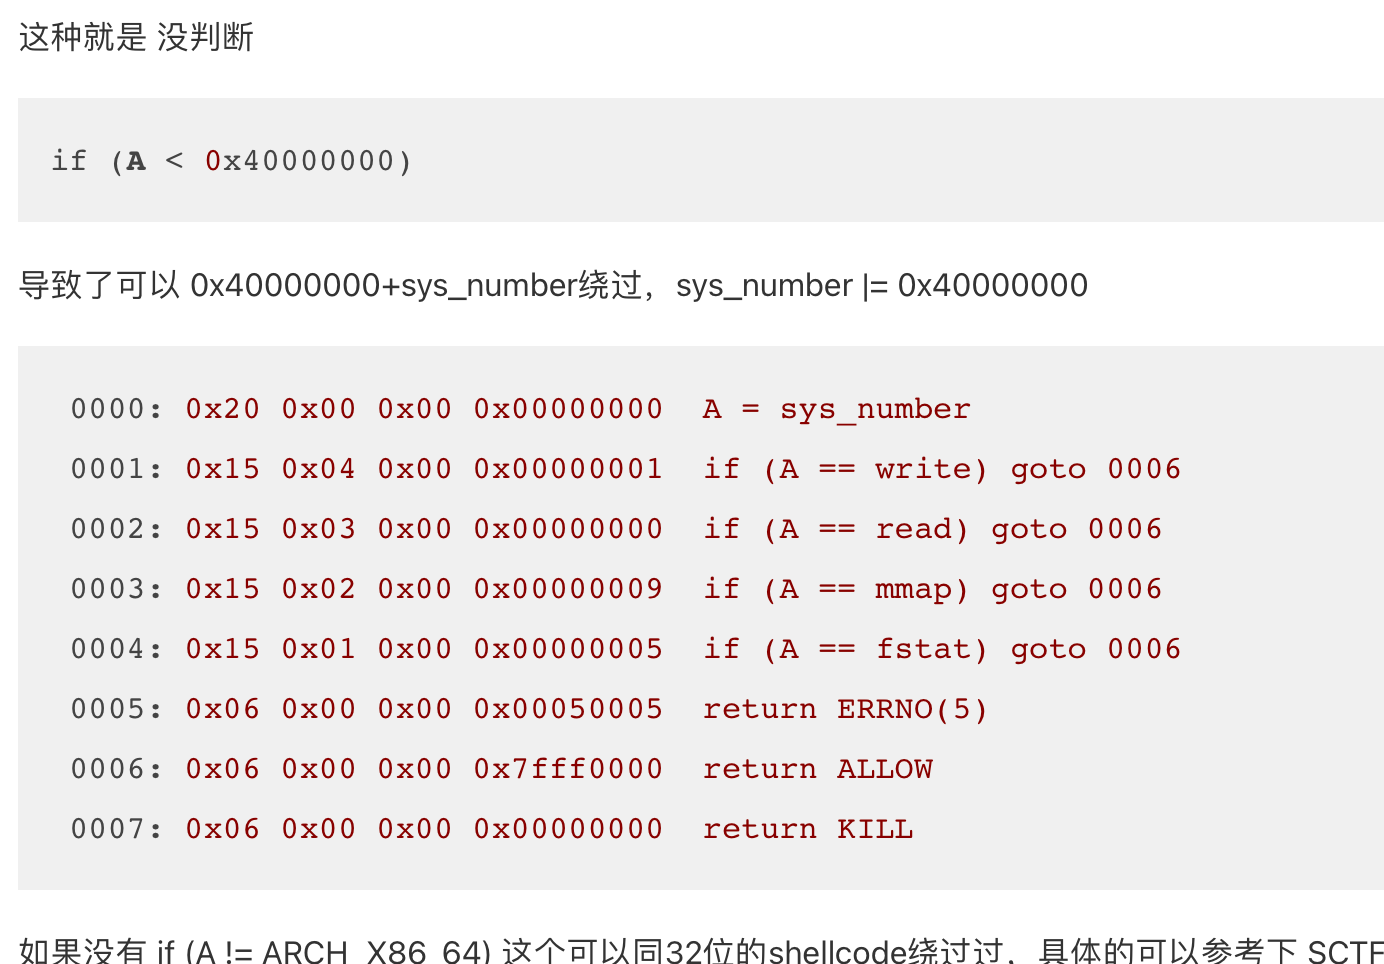 这种就是 没判断
if (A < 0x40000000)
导致了可以 0x40000000+sys_number绕过，sys_number |= 0x40000000
0000: 0x20 0x00 0x00 0x00000000  A = sys_number
0001: 0x15 0x04 0x00 0x00000001  if (A == write) goto 0006
0002: 0x15 0x03 0x00 0x00000000  if (A == read) goto 0006
0003: 0x15 0x02 0x00 0x00000009  if (A == mmap) goto 0006
0004: 0x15 0x01 0x00 0x00000005  if (A == fstat) goto 0006
0005: 0x06 0x00 0x00 0x00050005  return ERRNO(5)
0006: 0x06 0x00 0x00 0x7fff0000  return ALLOW
0007: 0x06 0x00 0x00 0x00000000  return KILL
如果没有 if (A != ARCH_X86_64) 这个可以同32位的shellcode绕过过，具体的可以参考下 SCTF